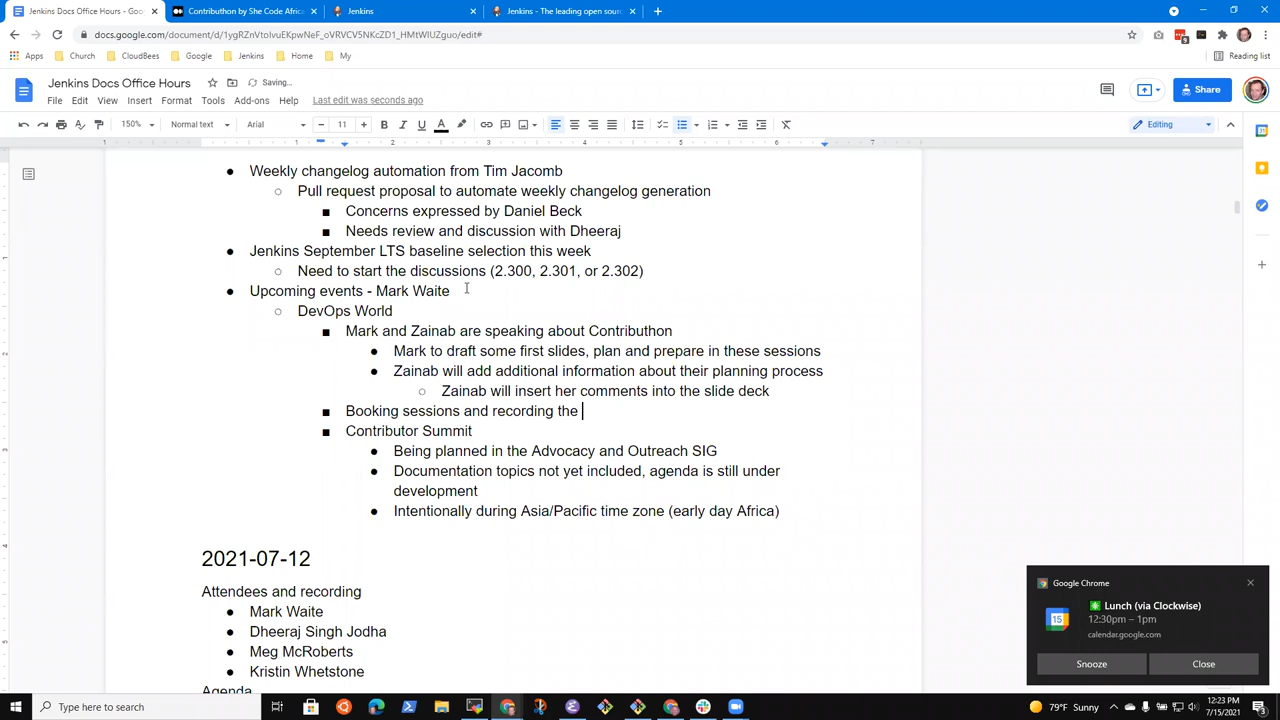 Jenkins Docs Office Hours - Goo
Contributhon by She Code Africa
Jenkins
Jenkins - The leading open sour
docs.google.com/document/d/1ygRZnVtoIvuEKpwNeF_oVRVCV5NKcZD1_HMtWIUZguo/edit#
Apps
Church
CloudBees
Google
Jenkins
Home
My
Reading list
Jenkins Docs Office Hours
Saving...
File Edit View Insert Format Tools Add-ons Help
Last edit was seconds ago
Share
150%
Normal text
Arial
11
Editing
Weekly changelog automation from Tim Jacomb
Pull request proposal to automate weekly changelog generation
Concerns expressed by Daniel Beck
Needs review and discussion with Dheeraj
Jenkins September LTS baseline selection this week
Need to start the discussions (2.300, 2.301, or 2.302)
Upcoming events - Mark Waite
DevOps World
Mark and Zainab are speaking about Contributhon
Mark to draft some first slides, plan and prepare in these sessions
Zainab will add additional information about their planning process
Zainab will insert her comments into the slide deck
Booking sessions and recording the
Contributor Summit
Being planned in the Advocacy and Outreach SIG
Documentation topics not yet included, agenda is still under
development
Intentionally during Asia/Pacific time zone (early day Africa)
2021-07-12
Attendees and recording
Mark Waite
Dheeraj Singh Jodha
Meg McRoberts
Kristin Whetstone
Agenda
Google Chrome
Lunch (via Clockwise)
12:30pm – 1pm
calendar.google.com
Snooze
Close
Type here to search
79°F Sunny
12:23 PM
7/15/2021